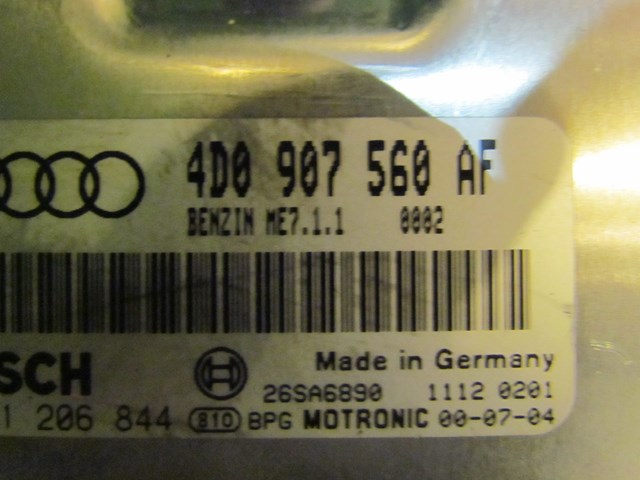 4D0 907 560 AF
BENZIN ME7.1.1 0002
SCH Made in Germany
26SA6890 1112 0201
206 844 810 BPG MOTRONIC 00-07-04